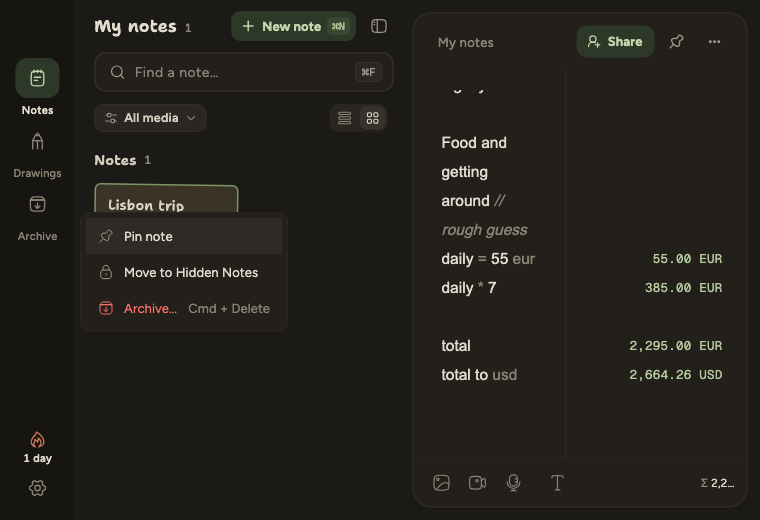 My notes 1
New note ⌘N
Find a note... ⌘F
All media
Notes 1
Lisbon trip
Pin note
Move to Hidden Notes
Archive... Cmd + Delete
Notes
Drawings
Archive
1 day
My notes
Share
Food and
getting
around //
rough guess
daily = 55 eur 55.00 EUR
daily * 7 385.00 EUR
total 2,295.00 EUR
total to usd 2,664.26 USD
Σ 2,2...